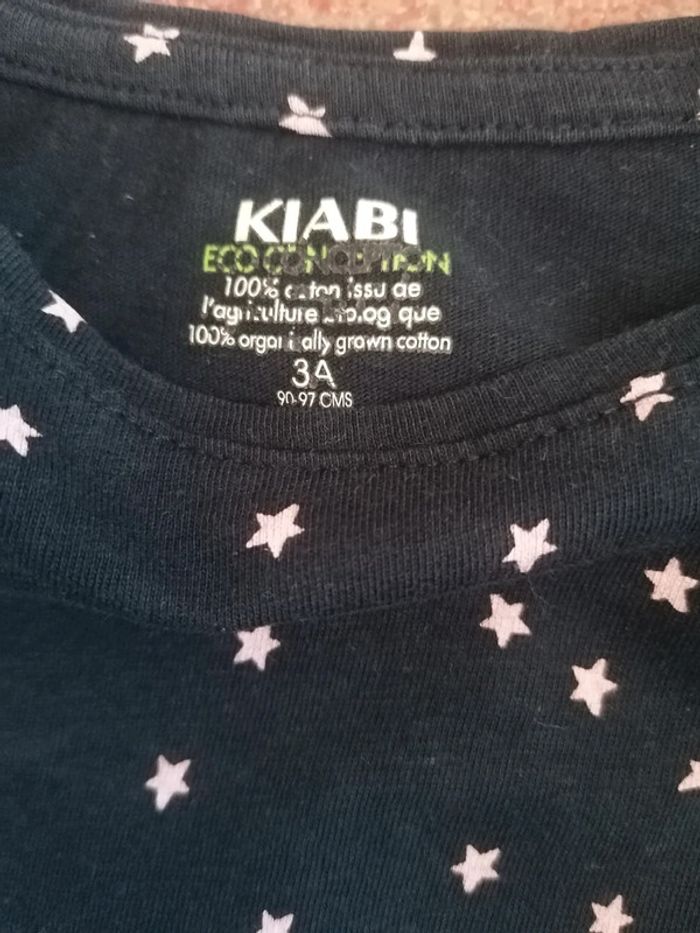 KIABI
ECO CONCEPTION
100% coton issu de
l'agriculture biologique
100% organically grown cotton
3A
90-97 CMS